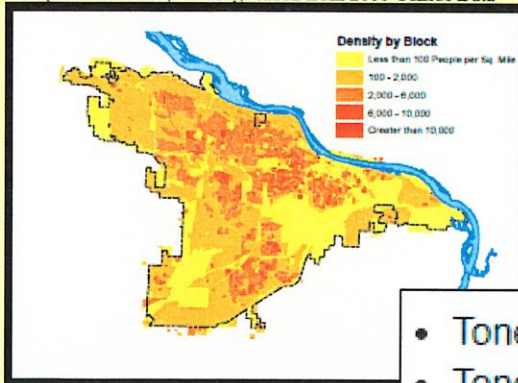 Density by Block
Less than 100 People per Sq. Mile
100 - 2,000
2,000 - 6,000
6,000 - 10,000
Greater than 10,000
• Tone